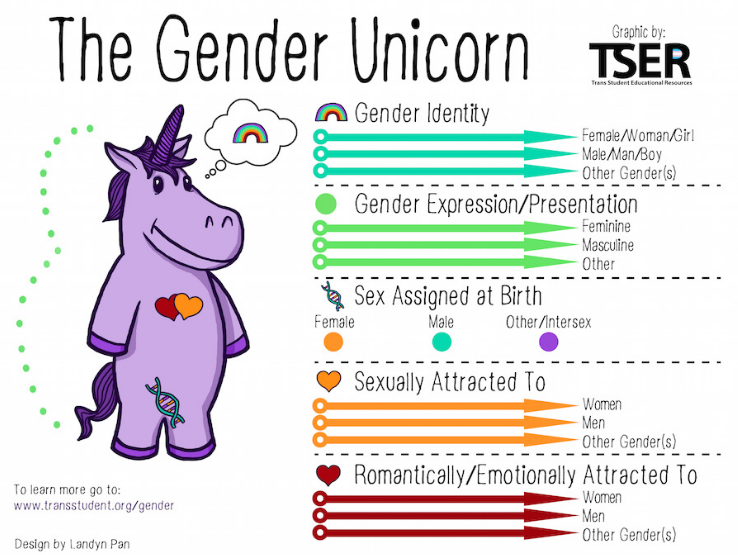 The Gender Unicorn
Graphic by:
TSER
Trans Student Educational Resources
Gender Identity
Female/Woman/Girl
Male/Man/Boy
Other Gender(s)
Gender Expression/Presentation
Feminine
Masculine
Other
Sex Assigned at Birth
Female Male Other/Intersex
Sexually Attracted To
Women
Men
Other Gender(s)
Romantically/Emotionally Attracted To
Women
Men
Other Gender(s)
To learn more go to:
www.transstudent.org/gender
Design by Landyn Pan